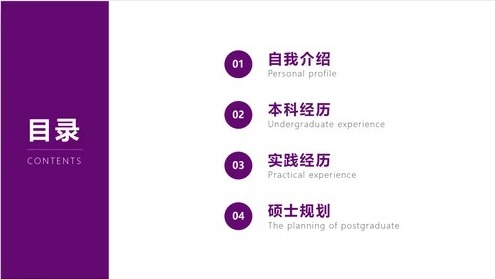 目录
CONTENTS
01
自我介绍
Personal profile
02
本科经历
Undergraduate experience
03
实践经历
Practical experience
04
硕士规划
The planning of postgraduate